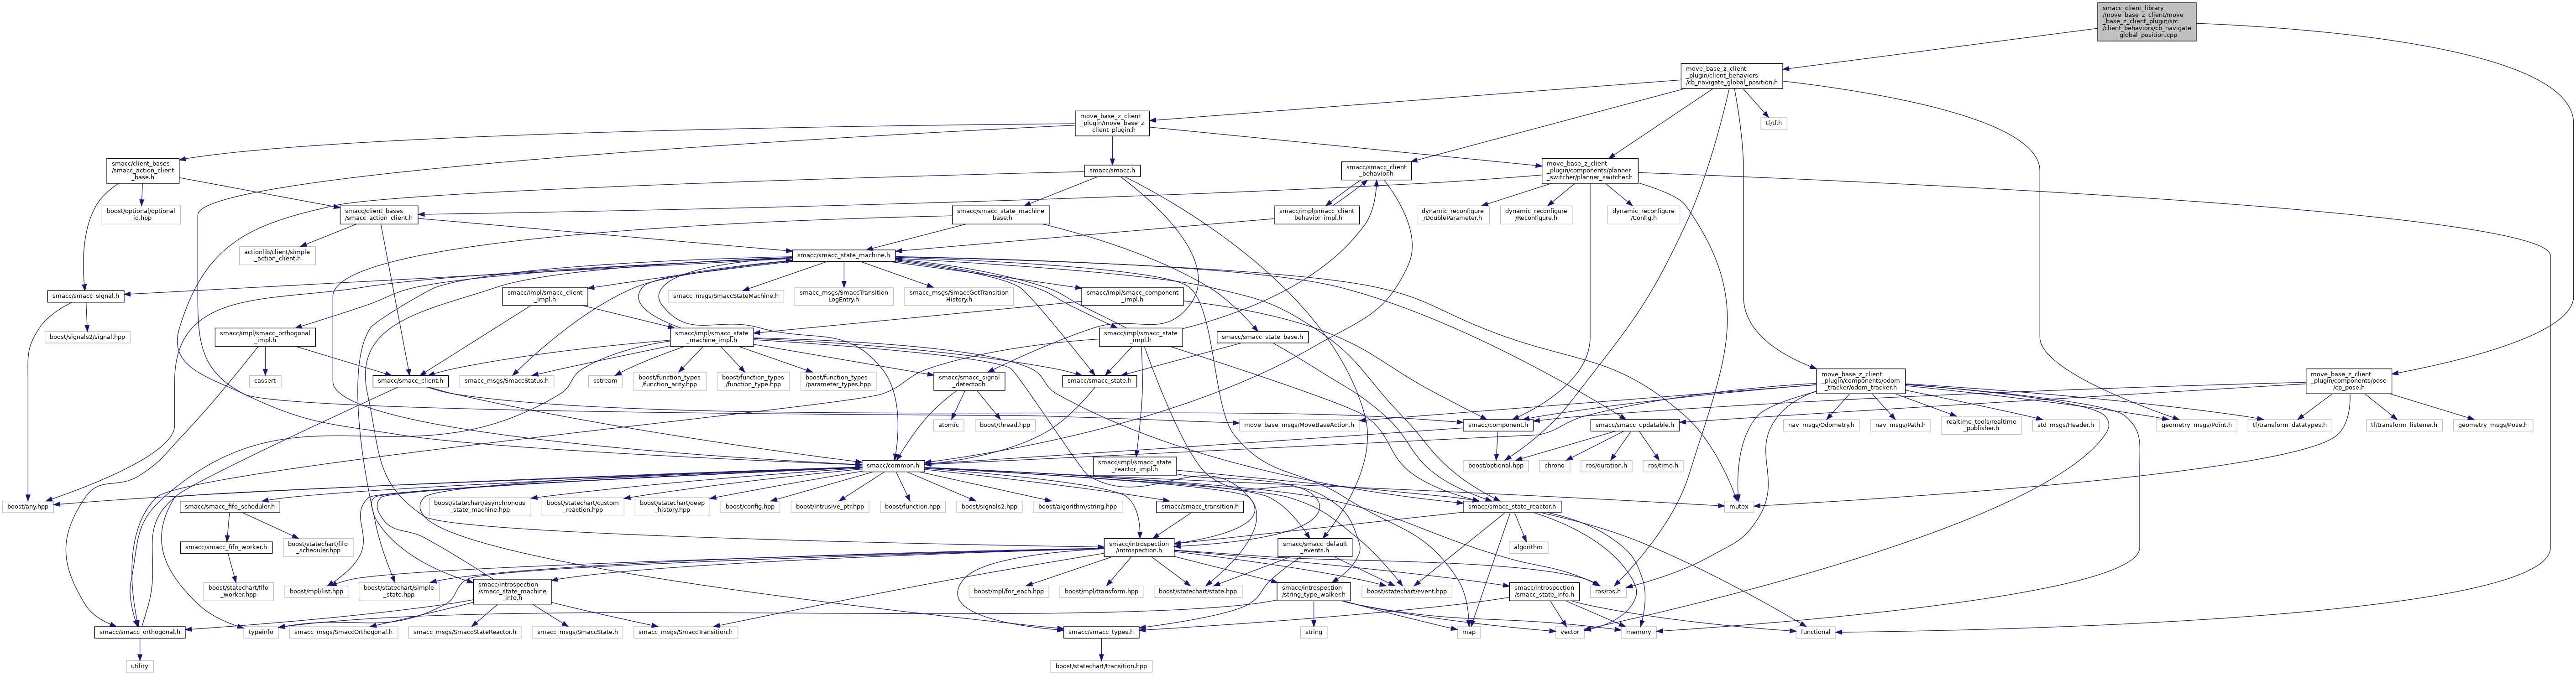 smacc_client_library
/move_base_z_client/move
_base_z_client_plugin/src
/client_behaviors/cb_navigate
_global_position.cpp
move_base_z_client
_plugin/client_behaviors
/cb_navigate_global_position.h
move_base_z_client
_plugin/move_base_z
_client_plugin.h
tf/tf.h
smacc/client_bases
/smacc_action_client
_base.h
smacc/smacc.h
smacc/smacc_client
_behavior.h
move_base_z_client
_plugin/components/planner
_switcher/planner_switcher.h
boost/optional/optional
_io.hpp
smacc/client_bases
/smacc_action_client.h
smacc/smacc_state_machine
_base.h
smacc/impl/smacc_client
_behavior_impl.h
dynamic_reconfigure
/DoubleParameter.h
dynamic_reconfigure
/Reconfigure.h
dynamic_reconfigure
/Config.h
actionlib/client/simple
_action_client.h
smacc/smacc_state_machine.h
smacc/smacc_signal.h
smacc/impl/smacc_client
_impl.h
smacc_msgs/SmaccStateMachine.h
smacc_msgs/SmaccTransition
LogEntry.h
smacc_msgs/SmaccGetTransition
History.h
smacc/impl/smacc_component
_impl.h
boost/signals2/signal.hpp
smacc/impl/smacc_orthogonal
_impl.h
smacc/impl/smacc_state
_machine_impl.h
smacc/impl/smacc_state
_impl.h
smacc/smacc_state_base.h
cassert
smacc/smacc_client.h
smacc_msgs/SmaccStatus.h
sstream
boost/function_types
/function_arity.hpp
boost/function_types
/function_type.hpp
boost/function_types
/parameter_types.hpp
smacc/smacc_signal
_detector.h
smacc/smacc_state.h
move_base_z_client
_plugin/components/odom
_tracker/odom_tracker.h
move_base_z_client
_plugin/components/pose
/cp_pose.h
atomic
boost/thread.hpp
move_base_msgs/MoveBaseAction.h
smacc/component.h
smacc/smacc_updatable.h
nav_msgs/Odometry.h
nav_msgs/Path.h
realtime_tools/realtime
_publisher.h
std_msgs/Header.h
geometry_msgs/Point.h
tf/transform_datatypes.h
tf/transform_listener.h
geometry_msgs/Pose.h
smacc/common.h
smacc/impl/smacc_state
_reactor_impl.h
boost/optional.hpp
chrono
ros/duration.h
ros/time.h
boost/any.hpp
smacc/smacc_fifo_scheduler.h
boost/statechart/asynchronous
_state_machine.hpp
boost/statechart/custom
_reaction.hpp
boost/statechart/deep
_history.hpp
boost/config.hpp
boost/intrusive_ptr.hpp
boost/function.hpp
boost/signals2.hpp
boost/algorithm/string.hpp
smacc/smacc_transition.h
smacc/smacc_state_reactor.h
mutex
smacc/smacc_fifo_worker.h
boost/statechart/fifo
_scheduler.hpp
smacc/introspection
/introspection.h
smacc/smacc_default
_events.h
algorithm
boost/statechart/fifo
_worker.hpp
boost/mpl/list.hpp
boost/statechart/simple
_state.hpp
smacc/introspection
/smacc_state_machine
_info.h
boost/mpl/for_each.hpp
boost/mpl/transform.hpp
boost/statechart/state.hpp
smacc/introspection
/string_type_walker.h
boost/statechart/event.hpp
smacc/introspection
/smacc_state_info.h
ros/ros.h
smacc/smacc_orthogonal.h
typeinfo
smacc_msgs/SmaccOrthogonal.h
smacc_msgs/SmaccStateReactor.h
smacc_msgs/SmaccState.h
smacc_msgs/SmaccTransition.h
smacc/smacc_types.h
string
map
vector
memory
functional
utility
boost/statechart/transition.hpp